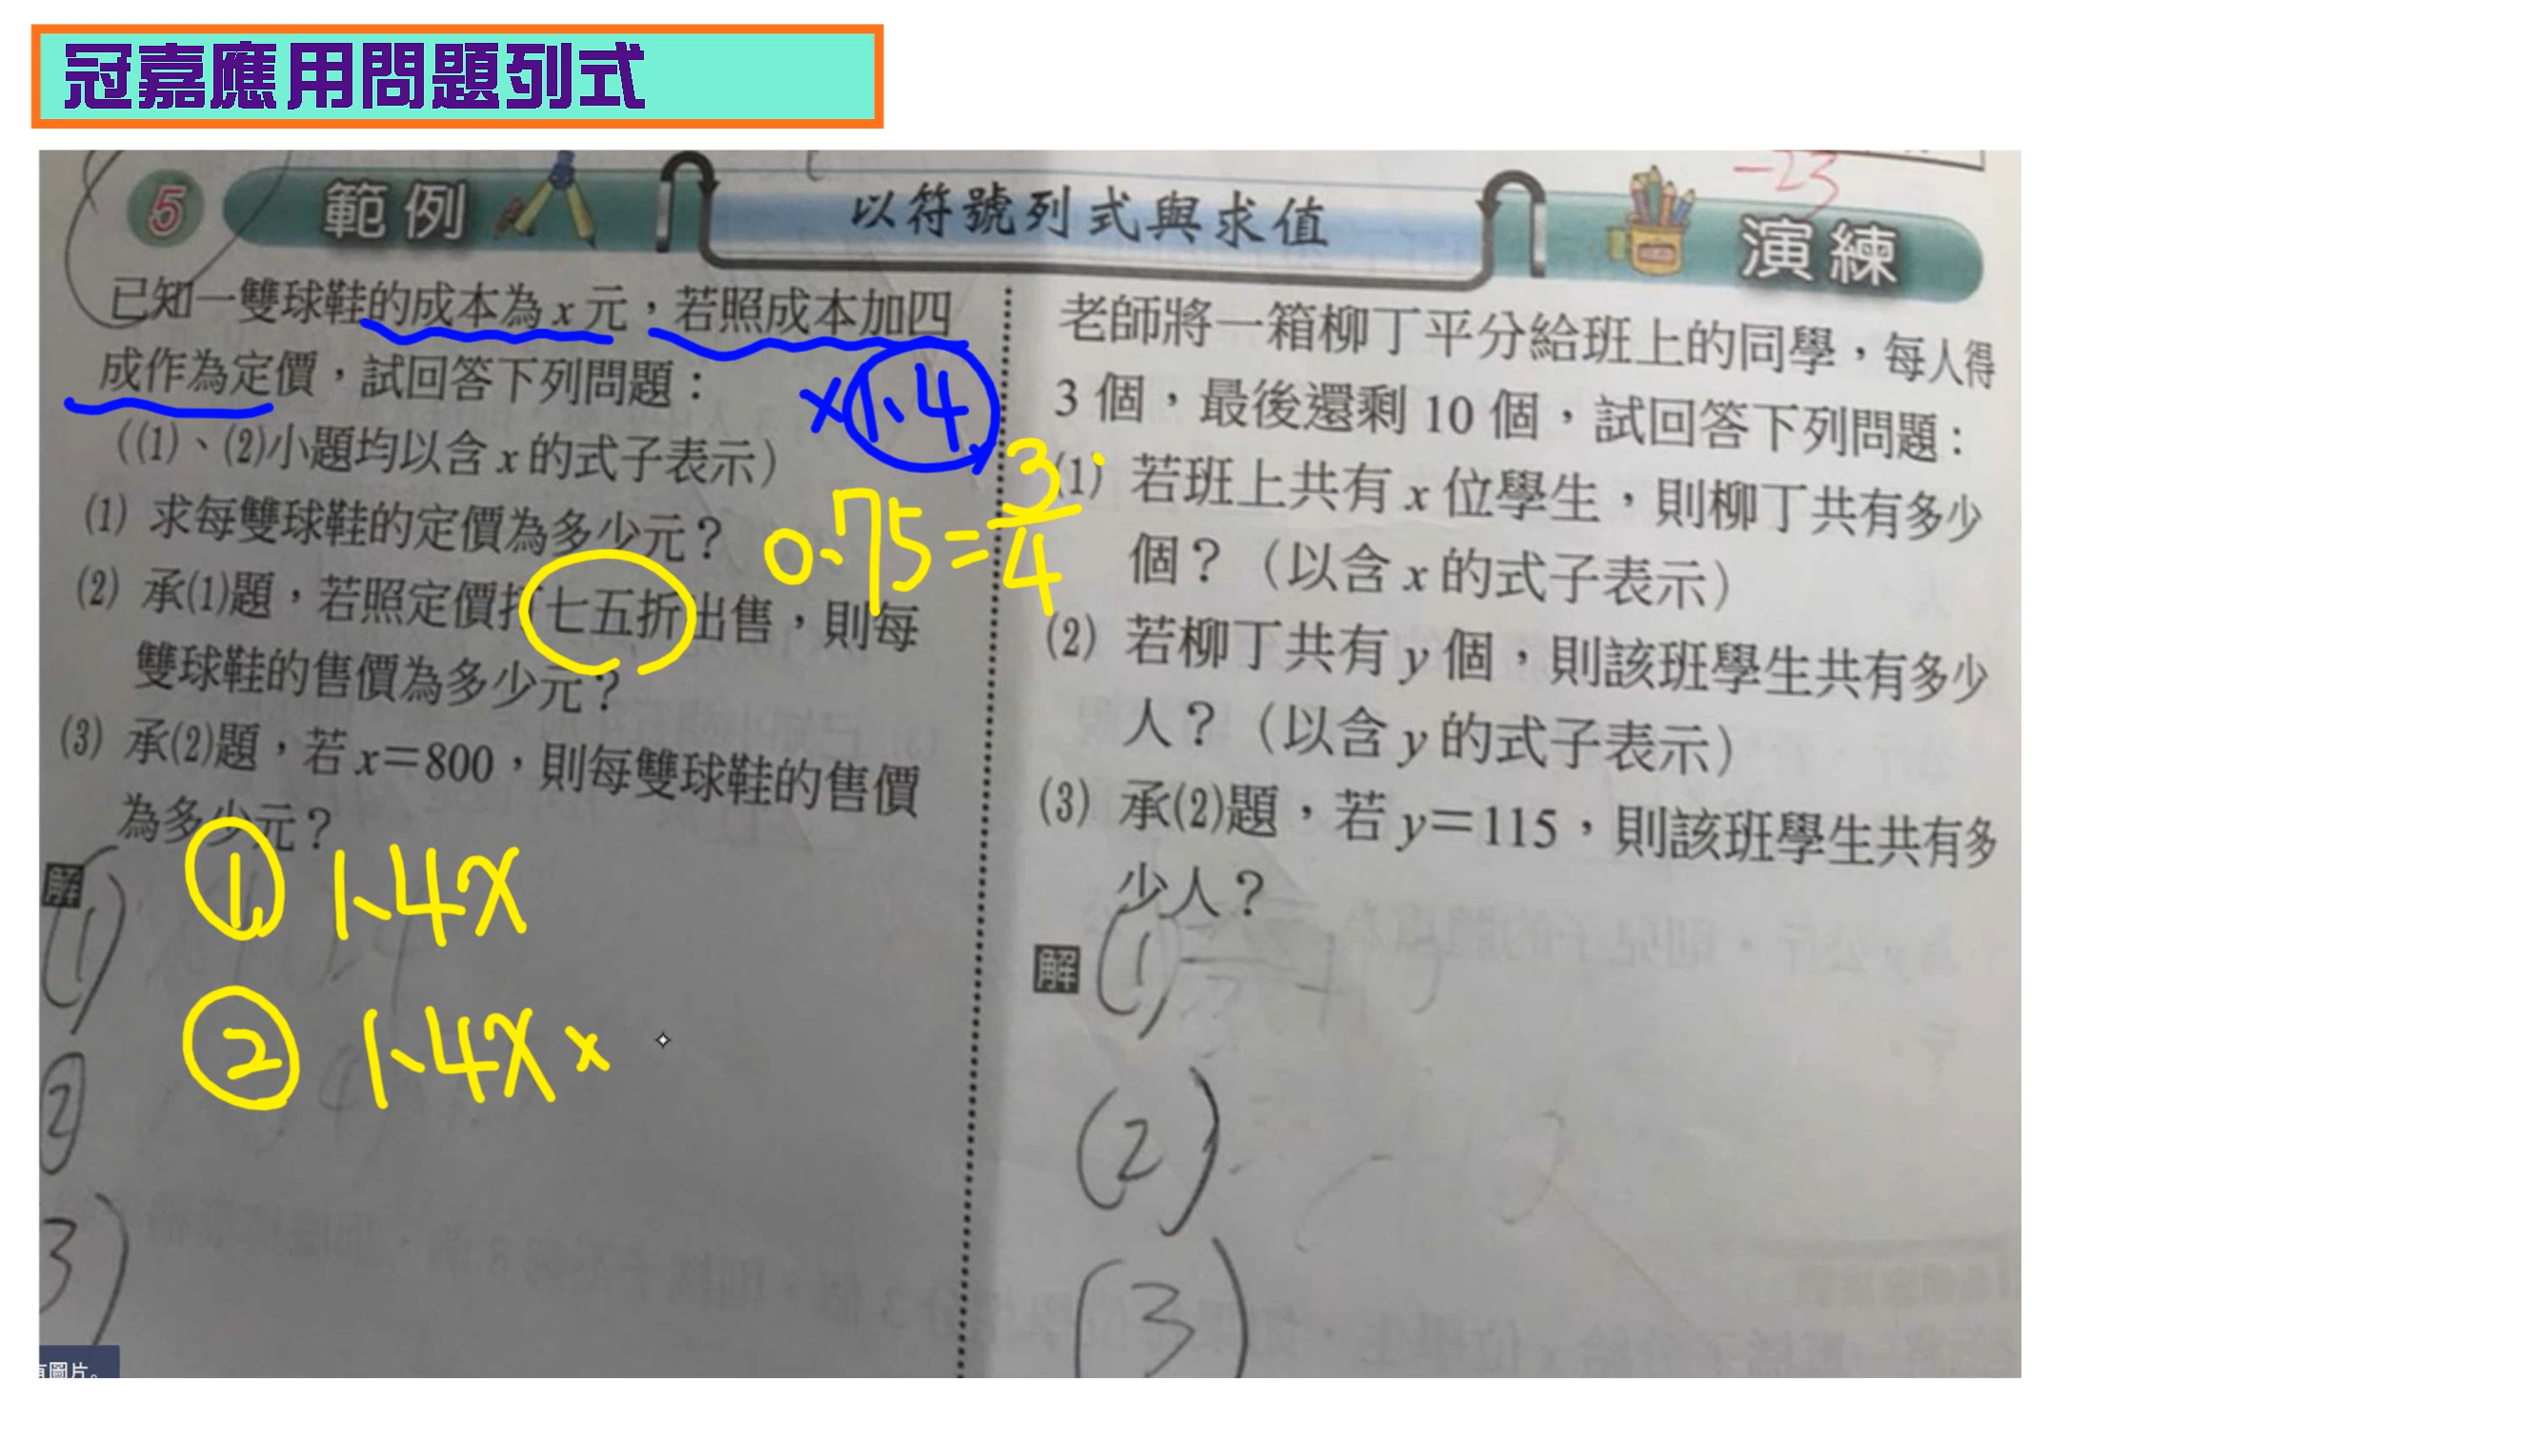 冠嘉應用問題列式
5 範例 以符號列式與求值 演練
-23
已知一雙球鞋的成本為 x 元，若照成本加四
成作為定價，試回答下列問題：
×1.4
（(1)、(2)小題均以含 x 的式子表示）
(1) 求每雙球鞋的定價為多少元？
0.75=3/4
(2) 承(1)題，若照定價打七五折出售，則每
雙球鞋的售價為多少元？
(3) 承(2)題，若 x＝800，則每雙球鞋的售價
為多少元？
解
① 1.4x
② 1.4x×
(1)
2
3)
有圖片。
老師將一箱柳丁平分給班上的同學，每人得
3 個，最後還剩 10 個，試回答下列問題：
(1) 若班上共有 x 位學生，則柳丁共有多少
個？（以含 x 的式子表示）
(2) 若柳丁共有 y 個，則該班學生共有多少
人？（以含 y 的式子表示）
(3) 承(2)題，若 y＝115，則該班學生共有多
少人？
解 (1)
(2)
(3)